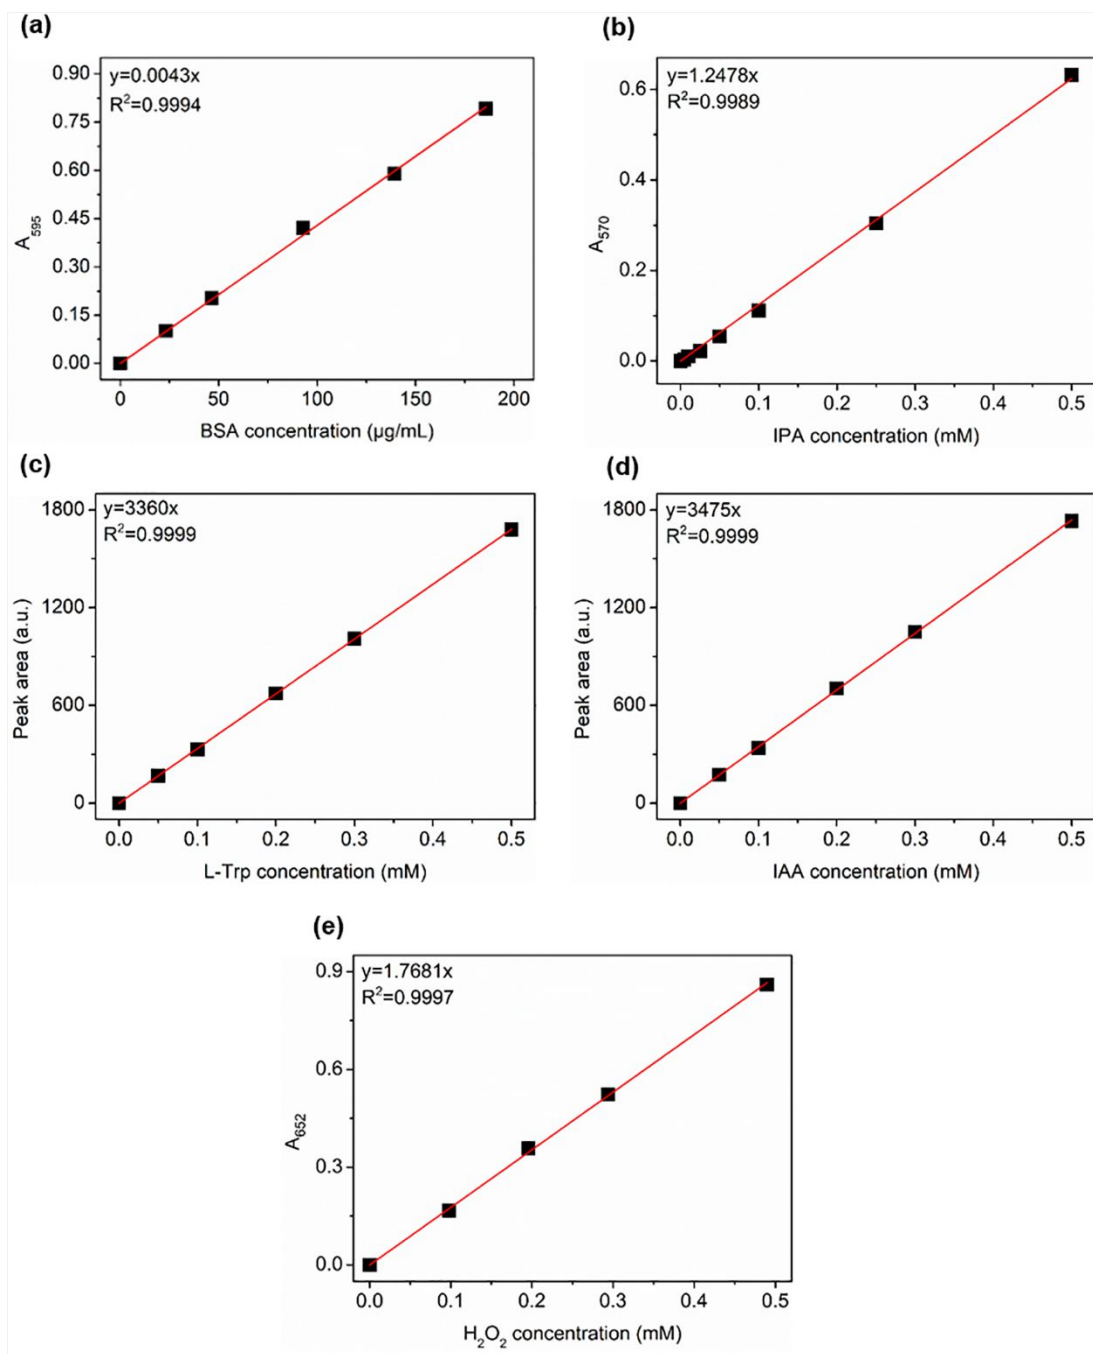 (a)
y=0.0043x
R²=0.9994
0.90
0.75
0.60
0.45
0.30
0.15
0.00
A₅₉₅
0 50 100 150 200
BSA concentration (µg/mL)
(b)
y=1.2478x
R²=0.9989
0.6
0.4
0.2
0.0
A₅₇₀
0.0 0.1 0.2 0.3 0.4 0.5
IPA concentration (mM)
(c)
y=3360x
R²=0.9999
1800
1200
600
0
Peak area (a.u.)
0.0 0.1 0.2 0.3 0.4 0.5
L-Trp concentration (mM)
(d)
y=3475x
R²=0.9999
1800
1200
600
0
Peak area (a.u.)
0.0 0.1 0.2 0.3 0.4 0.5
IAA concentration (mM)
(e)
y=1.7681x
R²=0.9997
0.9
0.6
0.3
0.0
A₆₅₂
0.0 0.1 0.2 0.3 0.4 0.5
H₂O₂ concentration (mM)